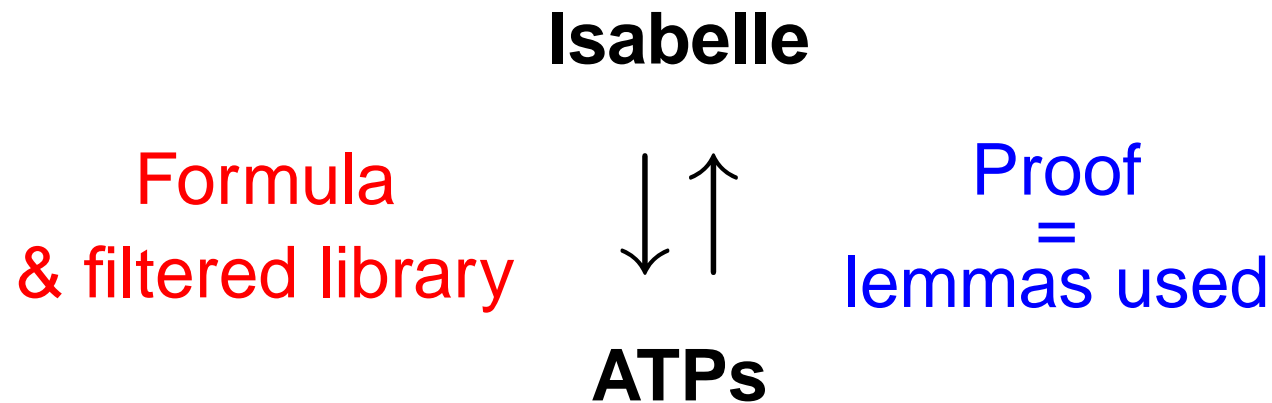 Isabelle
Formula
& filtered library
↓↑
Proof
=
lemmas used
ATPs